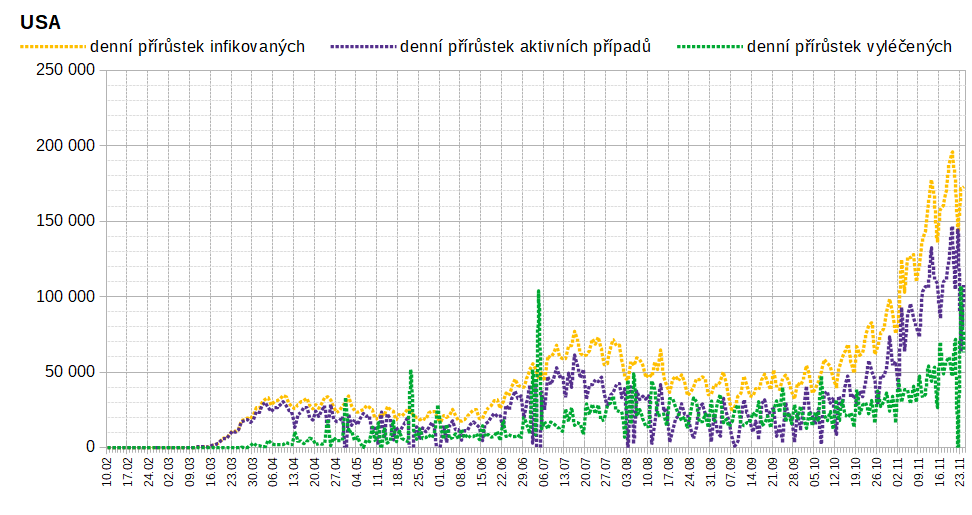 USA
denní přírůstek infikovaných denní přírůstek aktivních případů denní přírůstek vyléčených
250 000
200 000
150 000
100 000
50 000
0
10.02 17.02 24.02 02.03 09.03 16.03 23.03 30.03 06.04 13.04 20.04 27.04 04.05 11.05 18.05 25.05 01.06 08.06 15.06 22.06 29.06 06.07 13.07 20.07 27.07 03.08 10.08 17.08 24.08 31.08 07.09 14.09 21.09 28.09 05.10 12.10 19.10 26.10 02.11 09.11 16.11 23.11